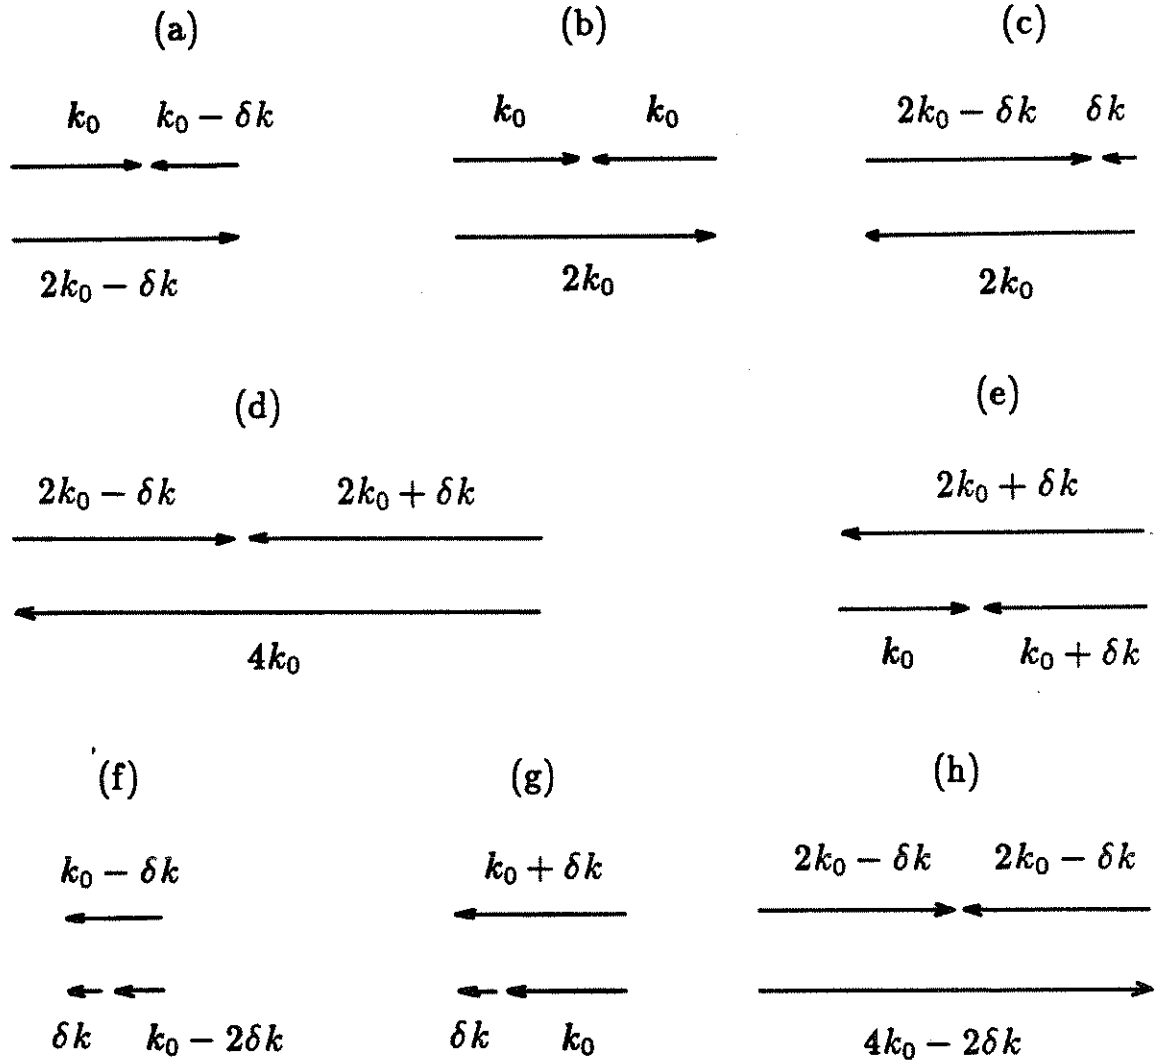 (a) (b) (c)
k₀ k₀ − δk k₀ k₀ 2k₀ − δk δk
2k₀ − δk 2k₀ 2k₀
(d) (e)
2k₀ − δk 2k₀ + δk 2k₀ + δk
4k₀ k₀ k₀ + δk
(f) (g) (h)
k₀ − δk k₀ + δk 2k₀ − δk 2k₀ − δk
δk k₀ − 2δk δk k₀ 4k₀ − 2δk